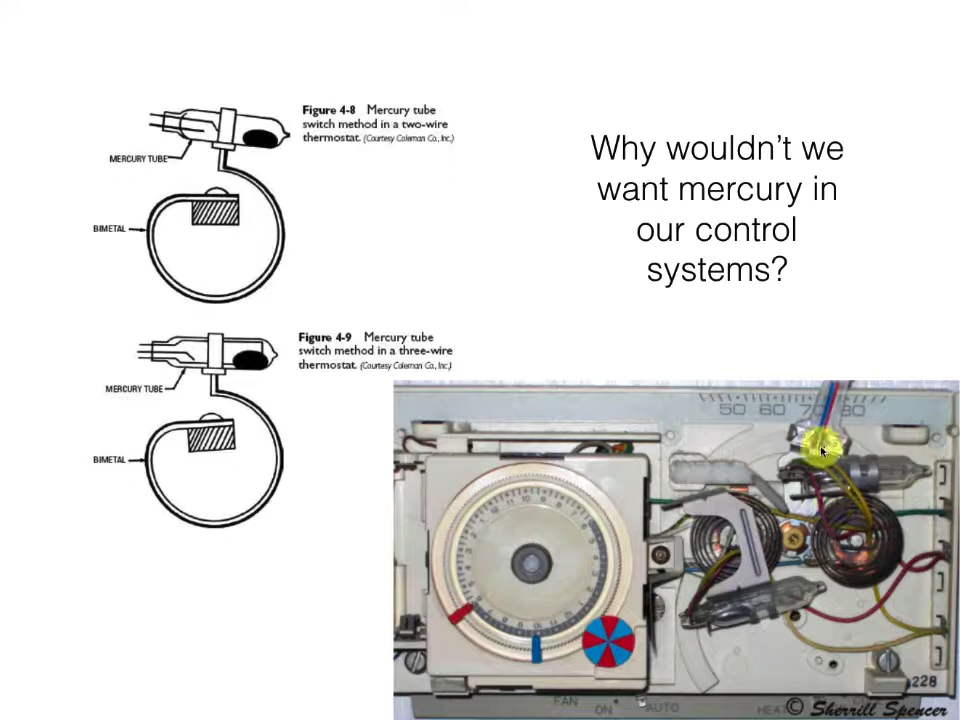 Figure 4-8 Mercury tube
switch method in a two-wire
thermostat. (Courtesy Coleman Co., Inc.)
MERCURY TUBE
BIMETAL
Why wouldn't we
want mercury in
our control
systems?
Figure 4-9 Mercury tube
switch method in a three-wire
thermostat. (Courtesy Coleman Co., Inc.)
MERCURY TUBE
BIMETAL
50 60 70 80
228
FAN
ON
AUTO
HEAT
© Sherrill Spencer